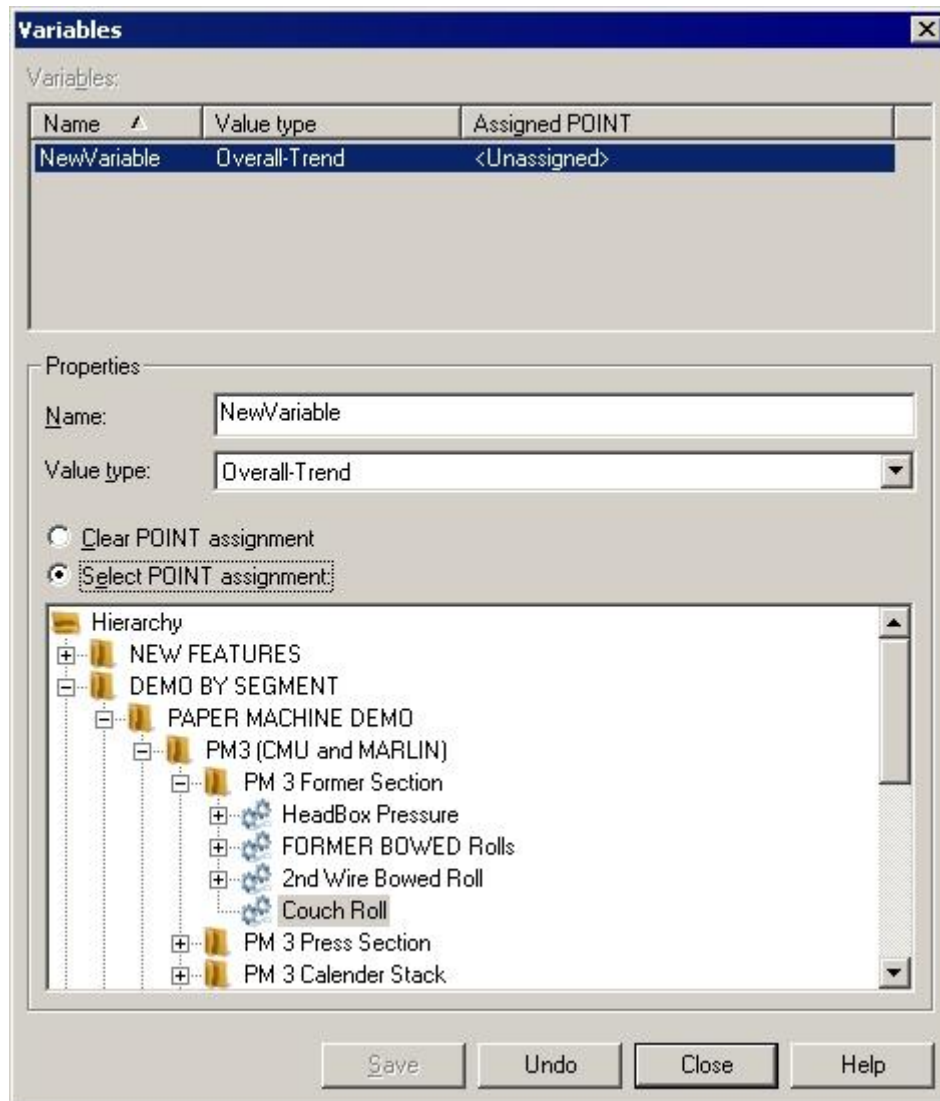 Variables
Variables:
Name Value type Assigned POINT
NewVariable Overall-Trend <Unassigned>
Properties
Name: NewVariable
Value type: Overall-Trend
Clear POINT assignment
Select POINT assignment:
Hierarchy
NEW FEATURES
DEMO BY SEGMENT
PAPER MACHINE DEMO
PM3 (CMU and MARLIN)
PM 3 Former Section
HeadBox Pressure
FORMER BOWED Rolls
2nd Wire Bowed Roll
Couch Roll
PM 3 Press Section
PM 3 Calender Stack
Save Undo Close Help